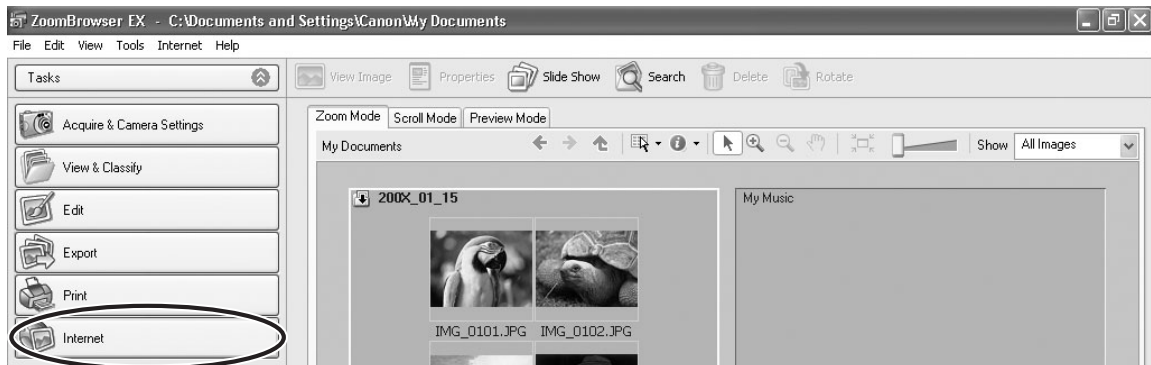 ZoomBrowser EX - C:\Documents and Settings\Canon\My Documents
File Edit View Tools Internet Help
Tasks
View Image Properties Slide Show Search Delete Rotate
Acquire & Camera Settings
View & Classify
Edit
Export
Print
Internet
Zoom Mode Scroll Mode Preview Mode
My Documents Show All Images
200X_01_15
My Music
IMG_0101.JPG IMG_0102.JPG